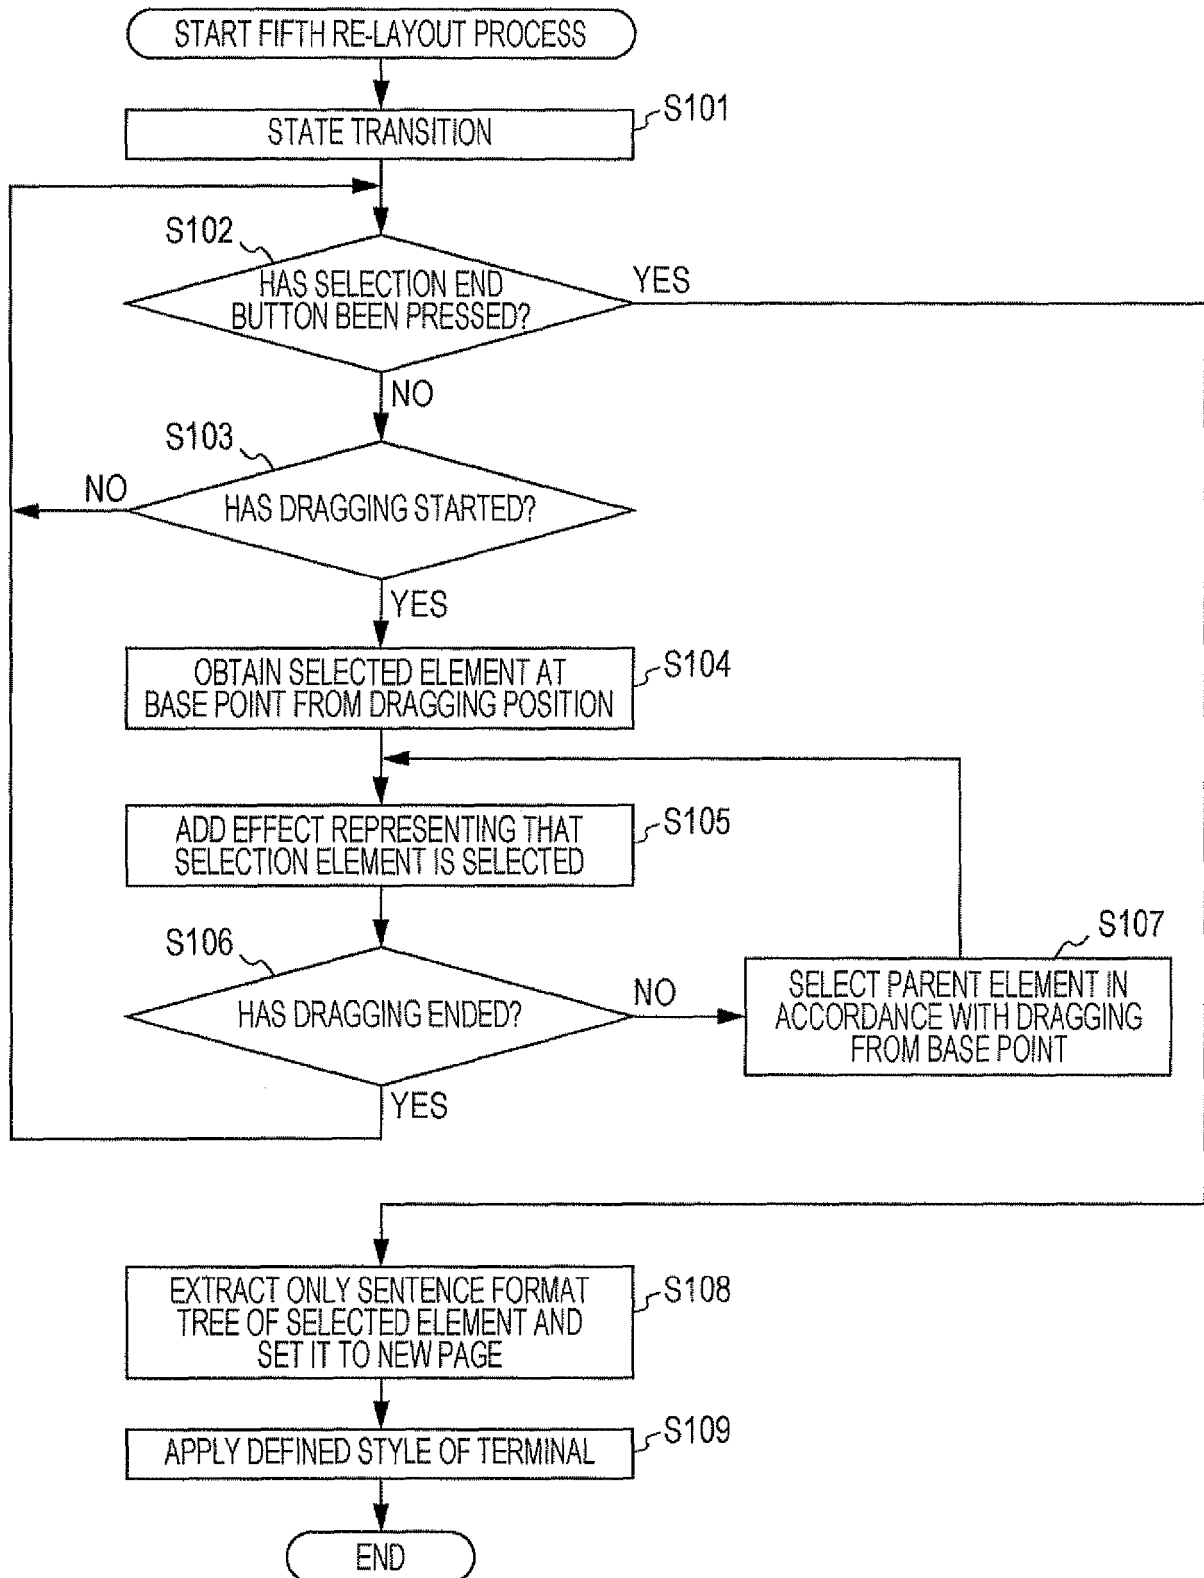 START FIFTH RE-LAYOUT PROCESS
S101
STATE TRANSITION
S102
HAS SELECTION END
BUTTON BEEN PRESSED?
YES
NO
S103
NO
HAS DRAGGING STARTED?
YES
S104
OBTAIN SELECTED ELEMENT AT
BASE POINT FROM DRAGGING POSITION
S105
ADD EFFECT REPRESENTING THAT
SELECTION ELEMENT IS SELECTED
S106
HAS DRAGGING ENDED?
NO
S107
SELECT PARENT ELEMENT IN
ACCORDANCE WITH DRAGGING
FROM BASE POINT
YES
S108
EXTRACT ONLY SENTENCE FORMAT
TREE OF SELECTED ELEMENT AND
SET IT TO NEW PAGE
S109
APPLY DEFINED STYLE OF TERMINAL
END